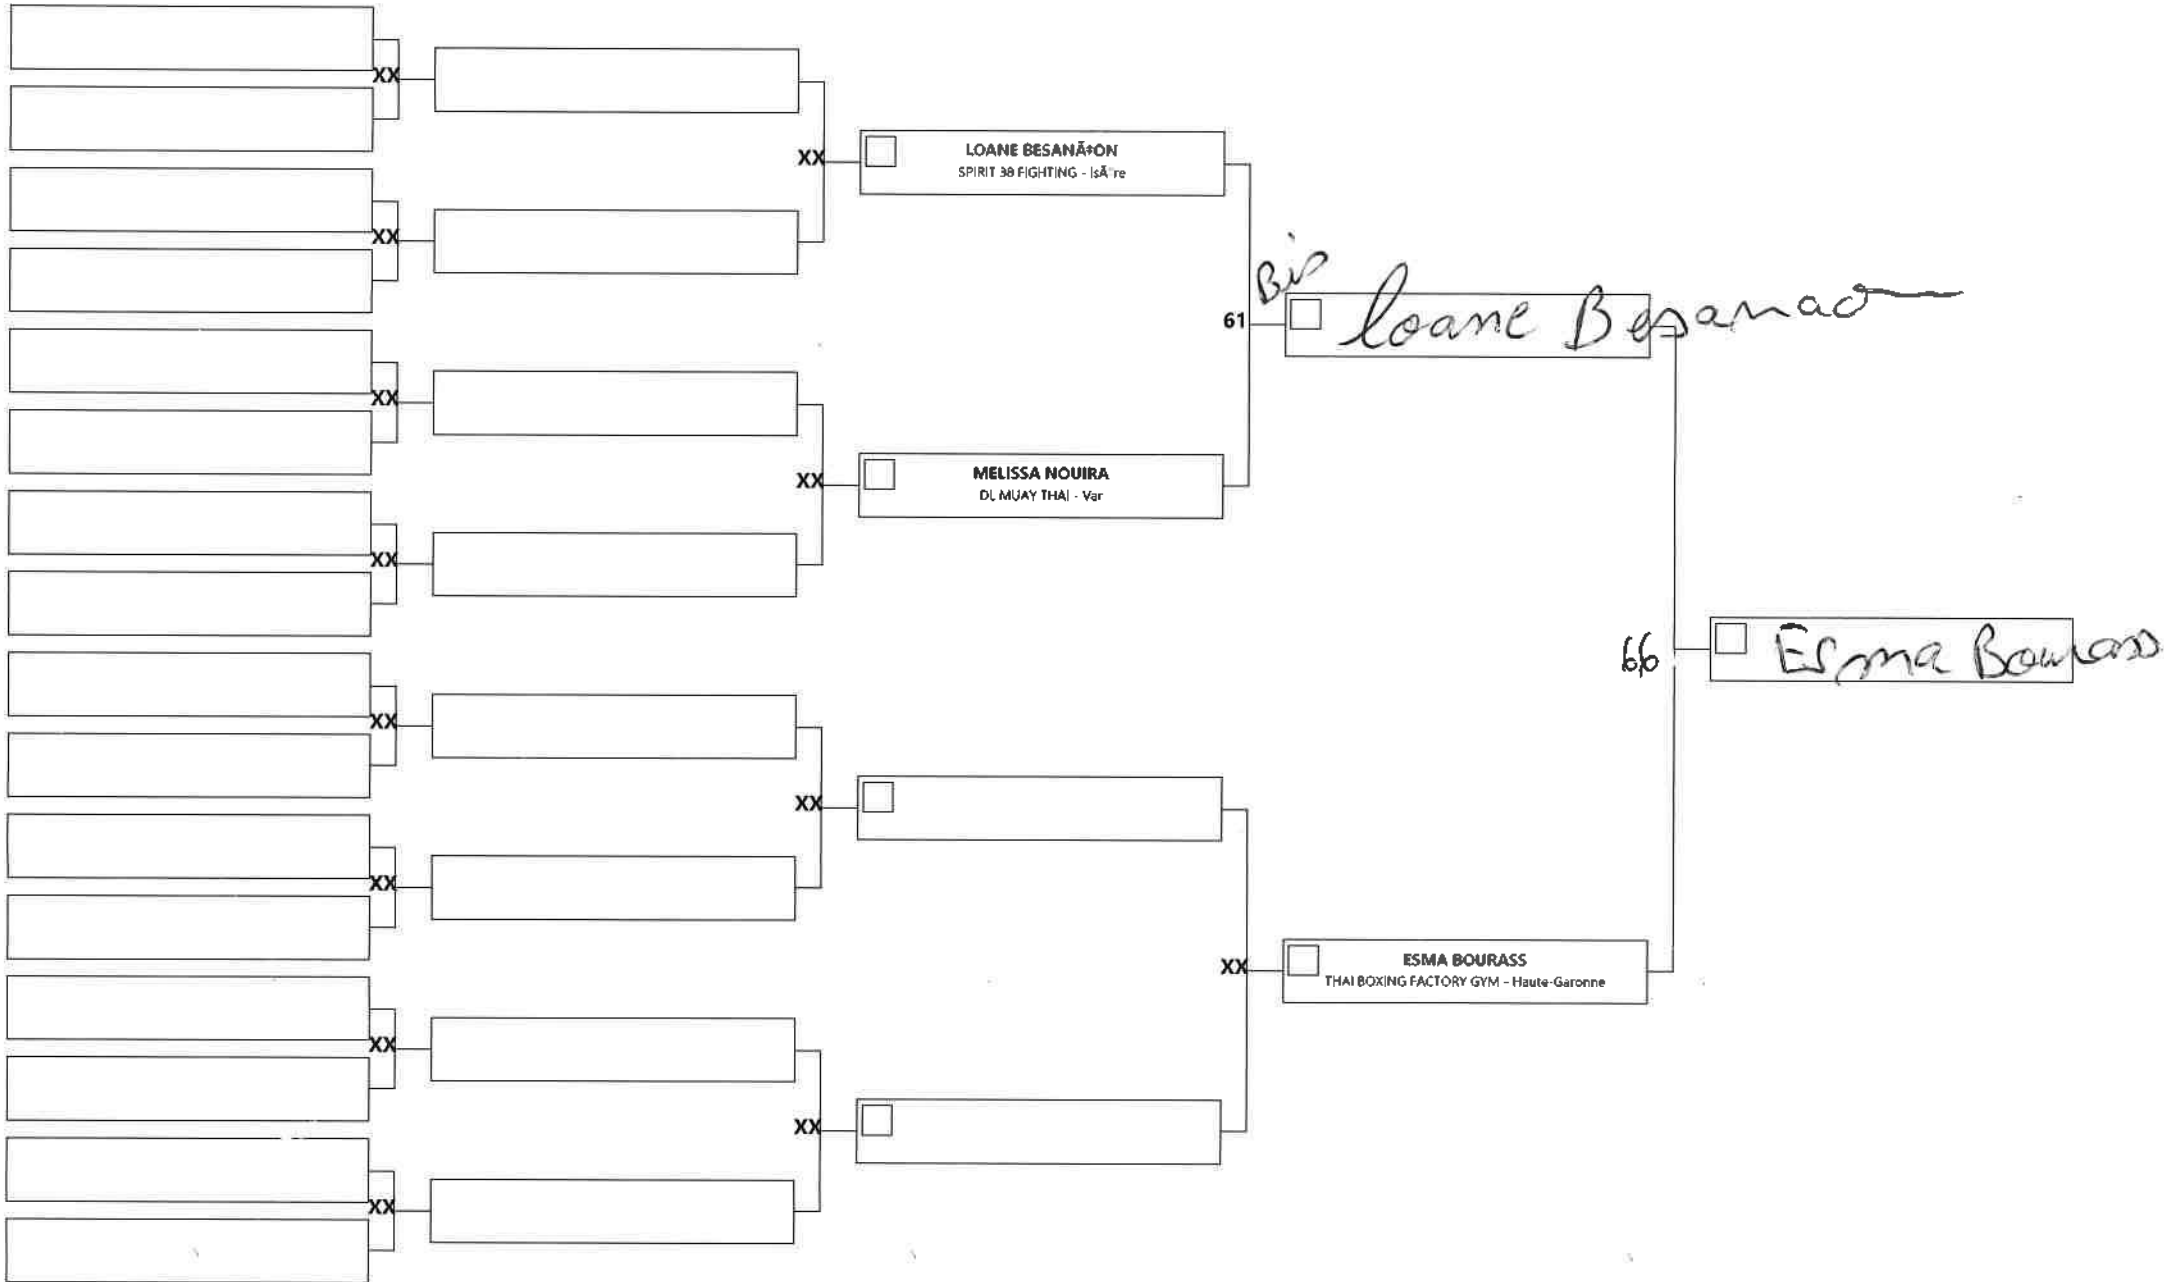 XX
XX
LOANE BESANÃ‡ON
SPIRIT 38 FIGHTING - IsÃ¨re
XX
Bis
61
loane Besanao
XX
XX
MELISSA NOUIRA
DL MUAY THAI - Var
XX
66
Esma Bourass
XX
XX
XX
XX
ESMA BOURASS
THAI BOXING FACTORY GYM - Haute-Garonne
XX
XX
XX